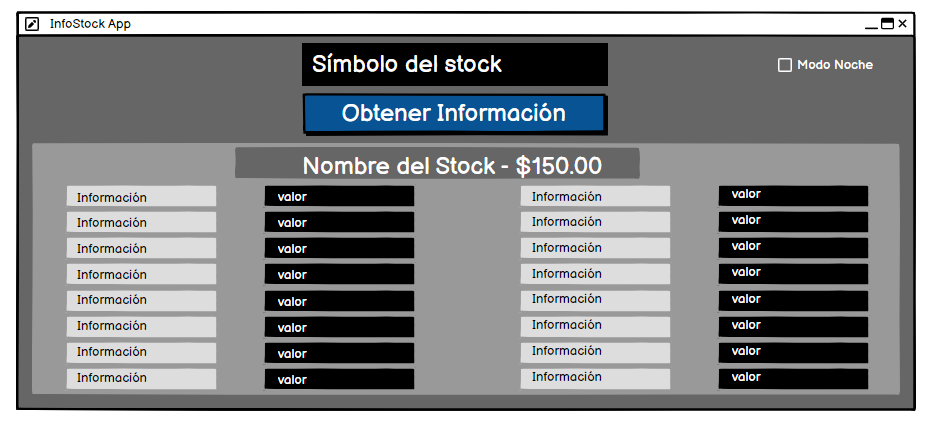 InfoStock App
Símbolo del stock
Modo Noche
Obtener Información
Nombre del Stock - $150.00
Información valor Información valor
Información valor Información valor
Información valor Información valor
Información valor Información valor
Información valor Información valor
Información valor Información valor
Información valor Información valor
Información valor Información valor